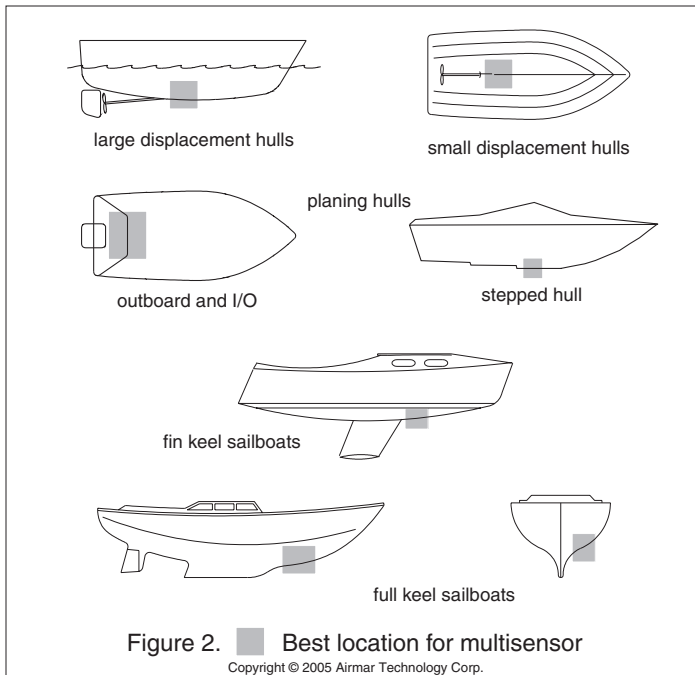 large displacement hulls
small displacement hulls
planing hulls
outboard and I/O
stepped hull
fin keel sailboats
full keel sailboats
Figure 2. Best location for multisensor
Copyright © 2005 Airmar Technology Corp.